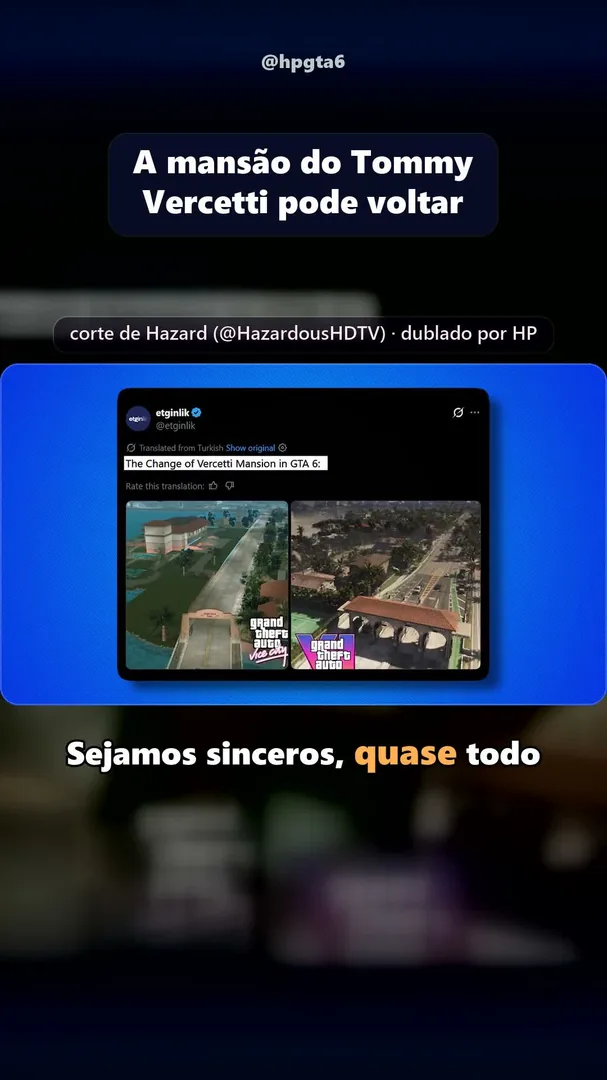 @hpgta6
A mansão do Tommy
Vercetti pode voltar
corte de Hazard (@HazardousHDTV) · dublado por HP
etginlik
etginlik
@etginlik
Translated from Turkish Show original
The Change of Vercetti Mansion in GTA 6:
Rate this translation:
grand
theft
auto
vice city
grand
theft
auto
Sejamos sinceros, quase todo